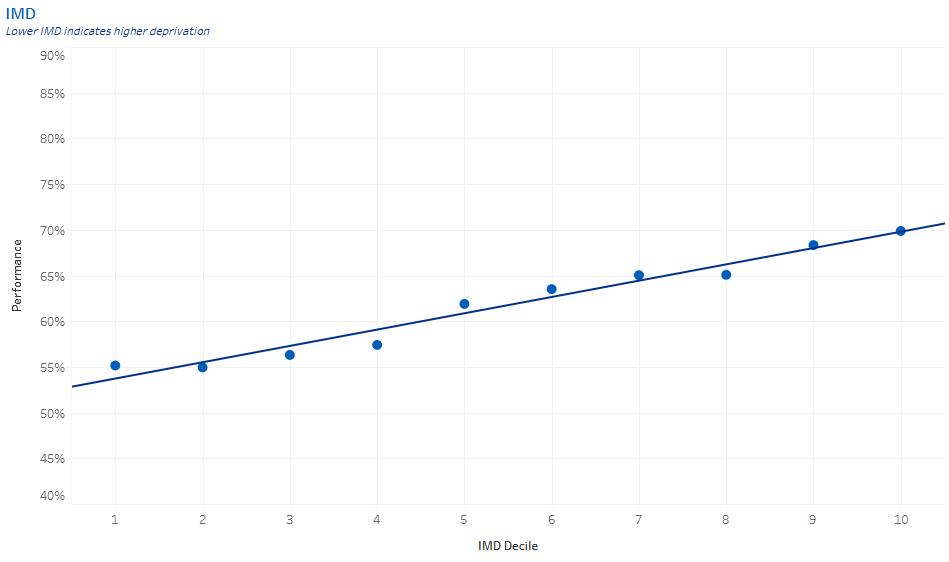 IMD
Lower IMD indicates higher deprivation
90%
85%
80%
75%
70%
65%
60%
55%
50%
45%
40%
Performance
1 2 3 4 5 6 7 8 9 10
IMD Decile